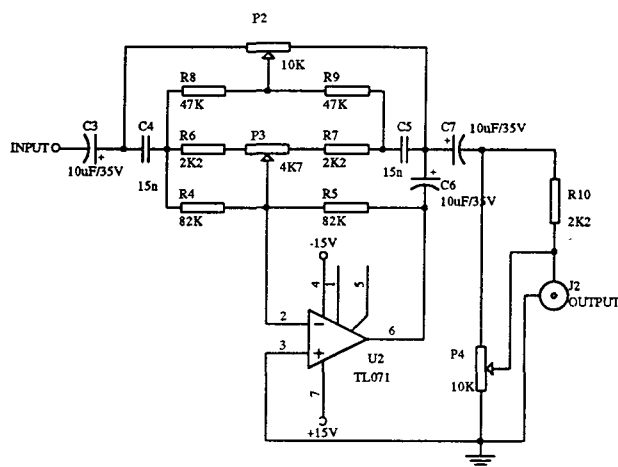 P2
10K
R8
47K
R9
47K
C3
C4
R6
2K2
P3
4K7
R7
2K2
C5
C7
10uF/35V
INPUT
10uF/35V
15n
15n
C6
10uF/35V
R4
82K
R5
82K
R10
2K2
-15V
4
1
5
2
3
6
U2
TL071
7
+15V
J2
OUTPUT
P4
10K